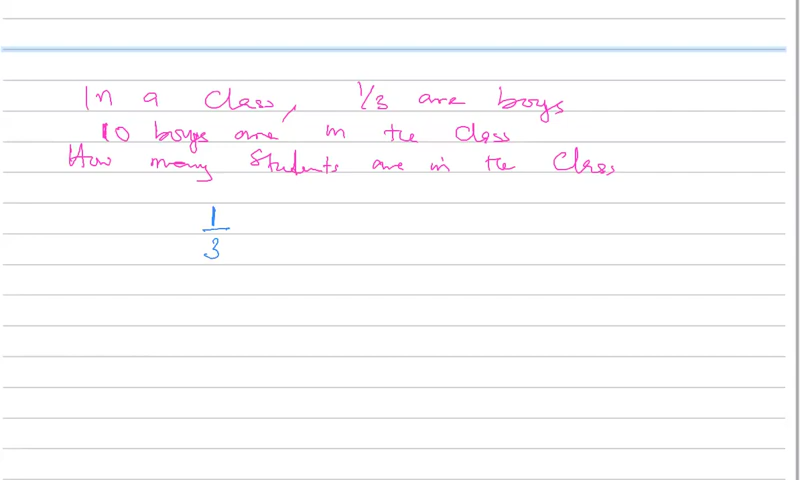 In a Class, 1/3 are boys
10 boys are in the class
How many Students are in the Class
1
3